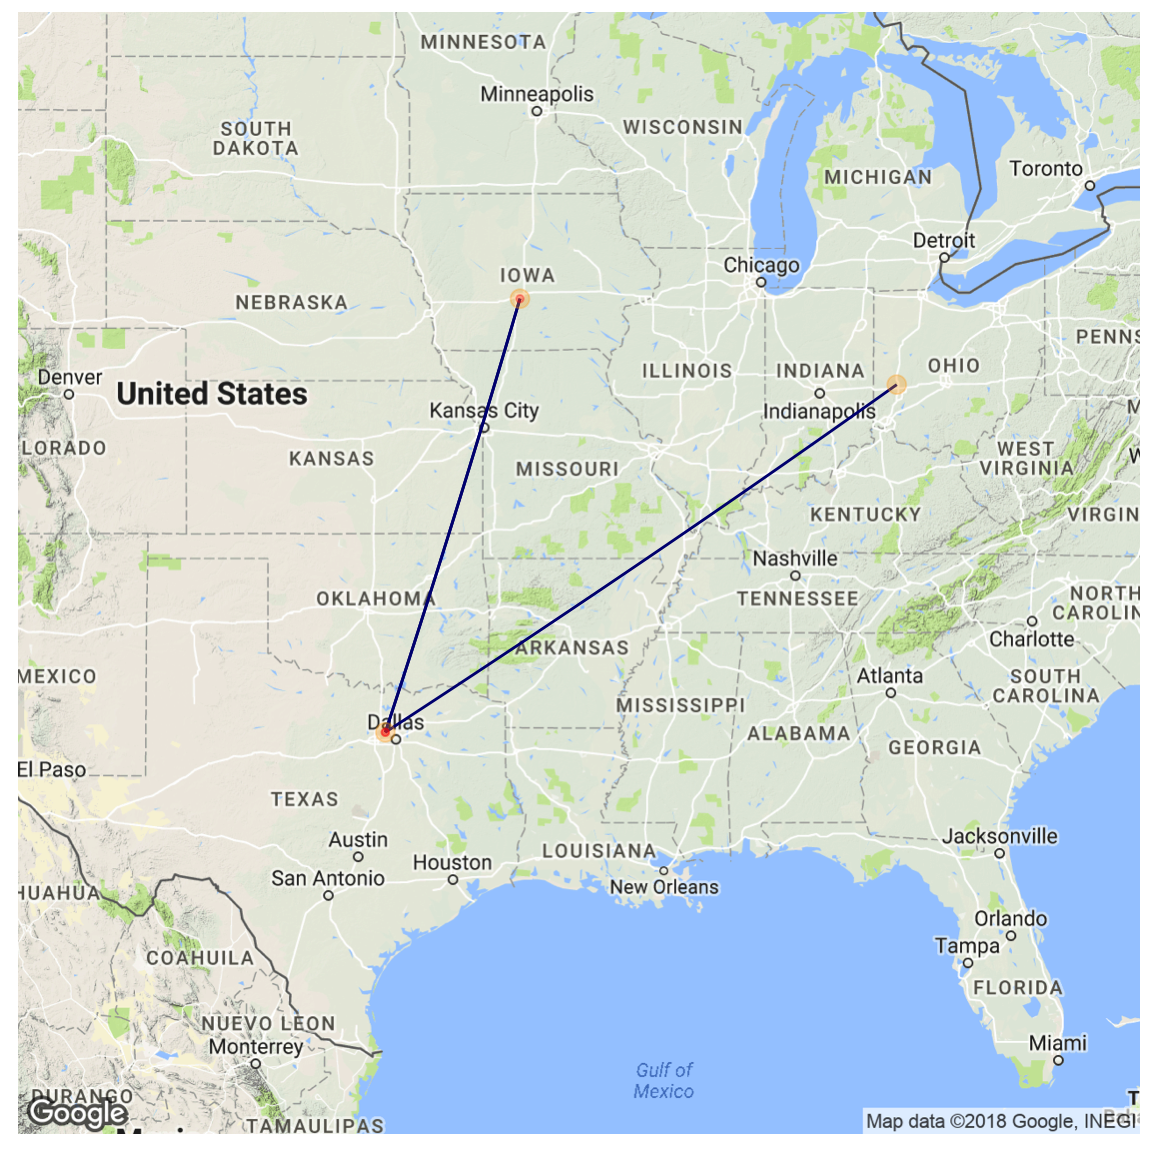 MINNESOTA
Minneapolis
SOUTH
DAKOTA
WISCONSIN
Toronto
MICHIGAN
Detroit
Chicago
IOWA
NEBRASKA
PENNS
ILLINOIS
INDIANA
OHIO
Denver
United States
Kansas City
Indianapolis
LORADO
KANSAS
MISSOURI
WEST
VIRGINIA
KENTUCKY
VIRGIN
Nashville
OKLAHOMA
TENNESSEE
NORTH
CAROLIN
Charlotte
ARKANSAS
MEXICO
Atlanta
SOUTH
CAROLINA
MISSISSIPPI
Dallas
ALABAMA
GEORGIA
El Paso
TEXAS
Austin
Jacksonville
LOUISIANA
Houston
San Antonio
New Orleans
HUAHUA
Orlando
Tampa
COAHUILA
FLORIDA
NUEVO LEON
Monterrey
Miami
Gulf of
Mexico
DURANGO
Google
TAMAULIPAS
Map data ©2018 Google, INEGI